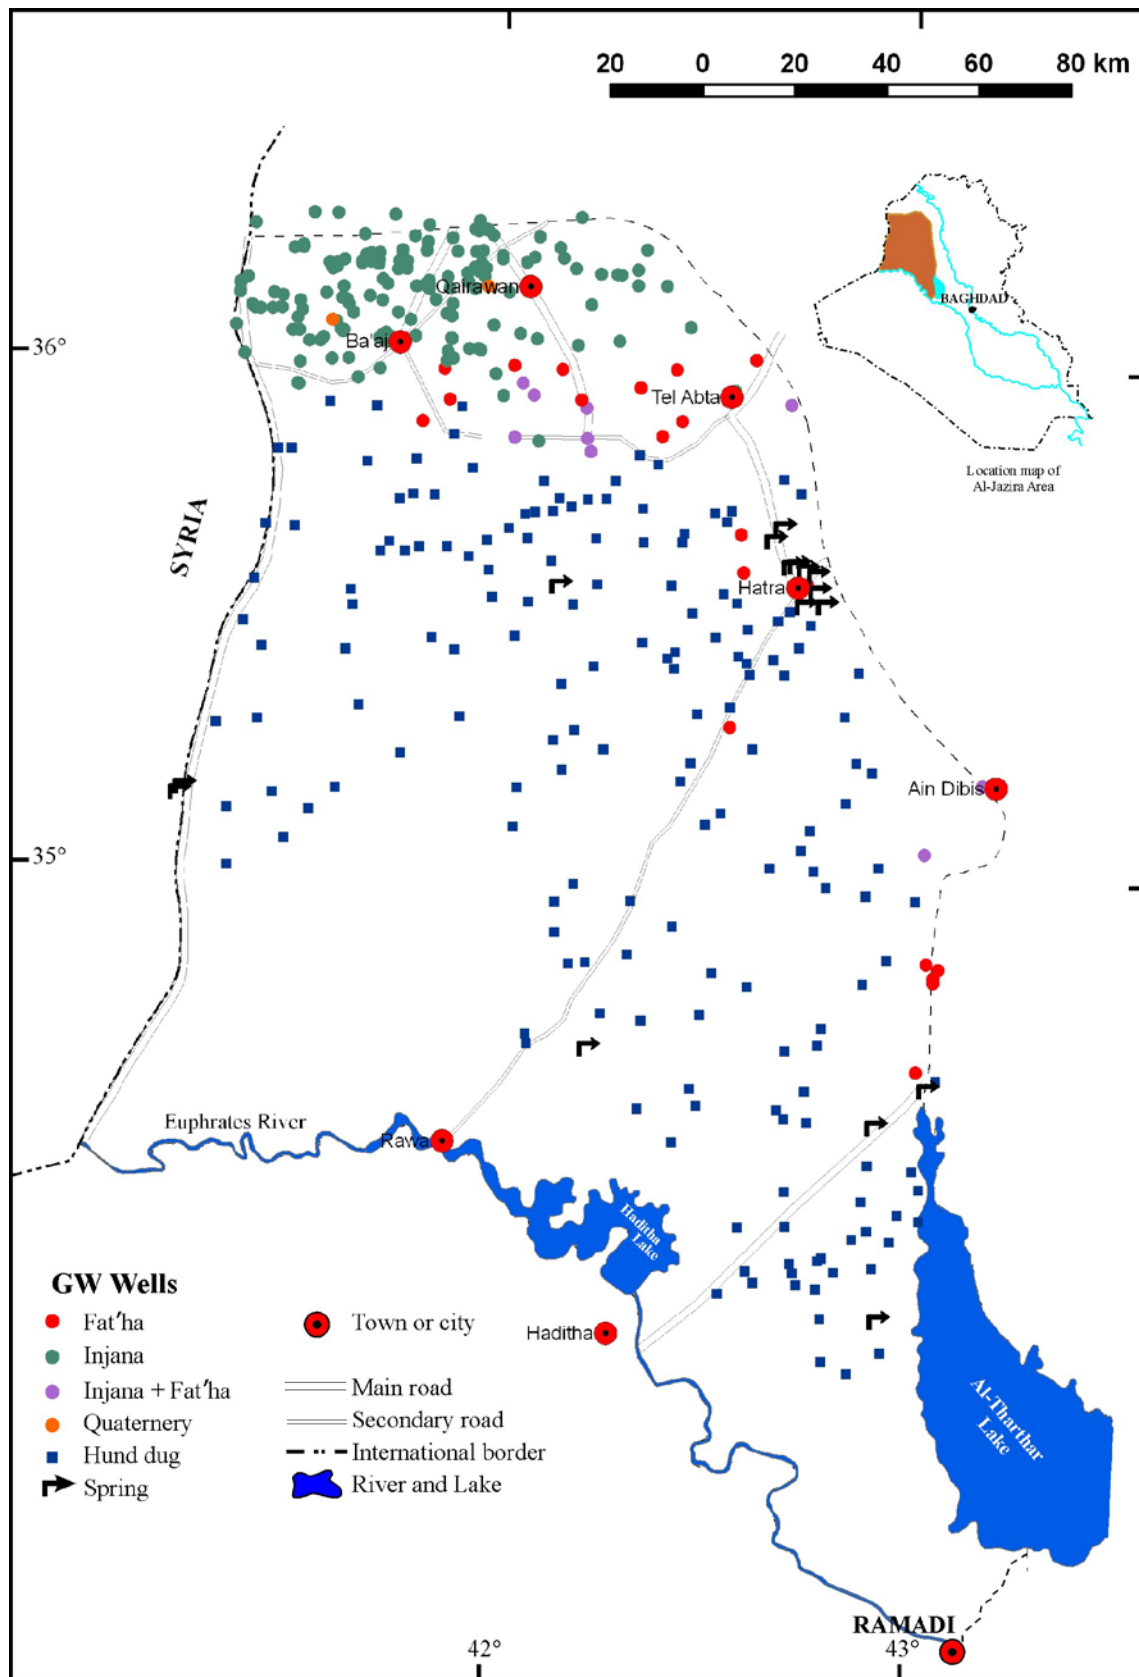 20 0 20 40 60 80 km
BAGHDAD
Location map of
Al-Jazira Area
Qairawan
36°
Ba'aj
Tel Abta
SYRIA
Hatra
Ain Dibis
35°
Euphrates River
Rawa
Haditha
Lake
GW Wells
Fat'ha
Injana
Injana + Fat'ha
Quaternery
Hund dug
Spring
Town or city
Main road
Secondary road
International border
River and Lake
Haditha
Al-Tharthar
Lake
RAMADI
42°
43°